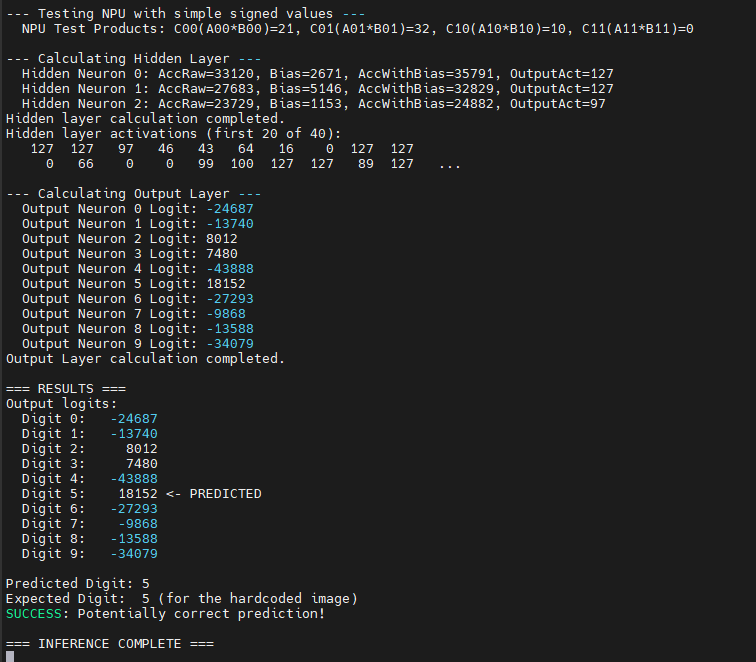 --- Testing NPU with simple signed values ---
NPU Test Products: C00(A00*B00)=21, C01(A01*B01)=32, C10(A10*B10)=10, C11(A11*B11)=0
--- Calculating Hidden Layer ---
Hidden Neuron 0: AccRaw=33120, Bias=2671, AccWithBias=35791, OutputAct=127
Hidden Neuron 1: AccRaw=27683, Bias=5146, AccWithBias=32829, OutputAct=127
Hidden Neuron 2: AccRaw=23729, Bias=1153, AccWithBias=24882, OutputAct=97
Hidden layer calculation completed.
Hidden layer activations (first 20 of 40):
127 127 97 46 43 64 16 0 127 127
0 66 0 0 99 100 127 127 89 127 ...
--- Calculating Output Layer ---
Output Neuron 0 Logit: -24687
Output Neuron 1 Logit: -13740
Output Neuron 2 Logit: 8012
Output Neuron 3 Logit: 7480
Output Neuron 4 Logit: -43888
Output Neuron 5 Logit: 18152
Output Neuron 6 Logit: -27293
Output Neuron 7 Logit: -9868
Output Neuron 8 Logit: -13588
Output Neuron 9 Logit: -34079
Output Layer calculation completed.
=== RESULTS ===
Output logits:
Digit 0: -24687
Digit 1: -13740
Digit 2: 8012
Digit 3: 7480
Digit 4: -43888
Digit 5: 18152 <- PREDICTED
Digit 6: -27293
Digit 7: -9868
Digit 8: -13588
Digit 9: -34079
Predicted Digit: 5
Expected Digit: 5 (for the hardcoded image)
SUCCESS: Potentially correct prediction!
=== INFERENCE COMPLETE ===